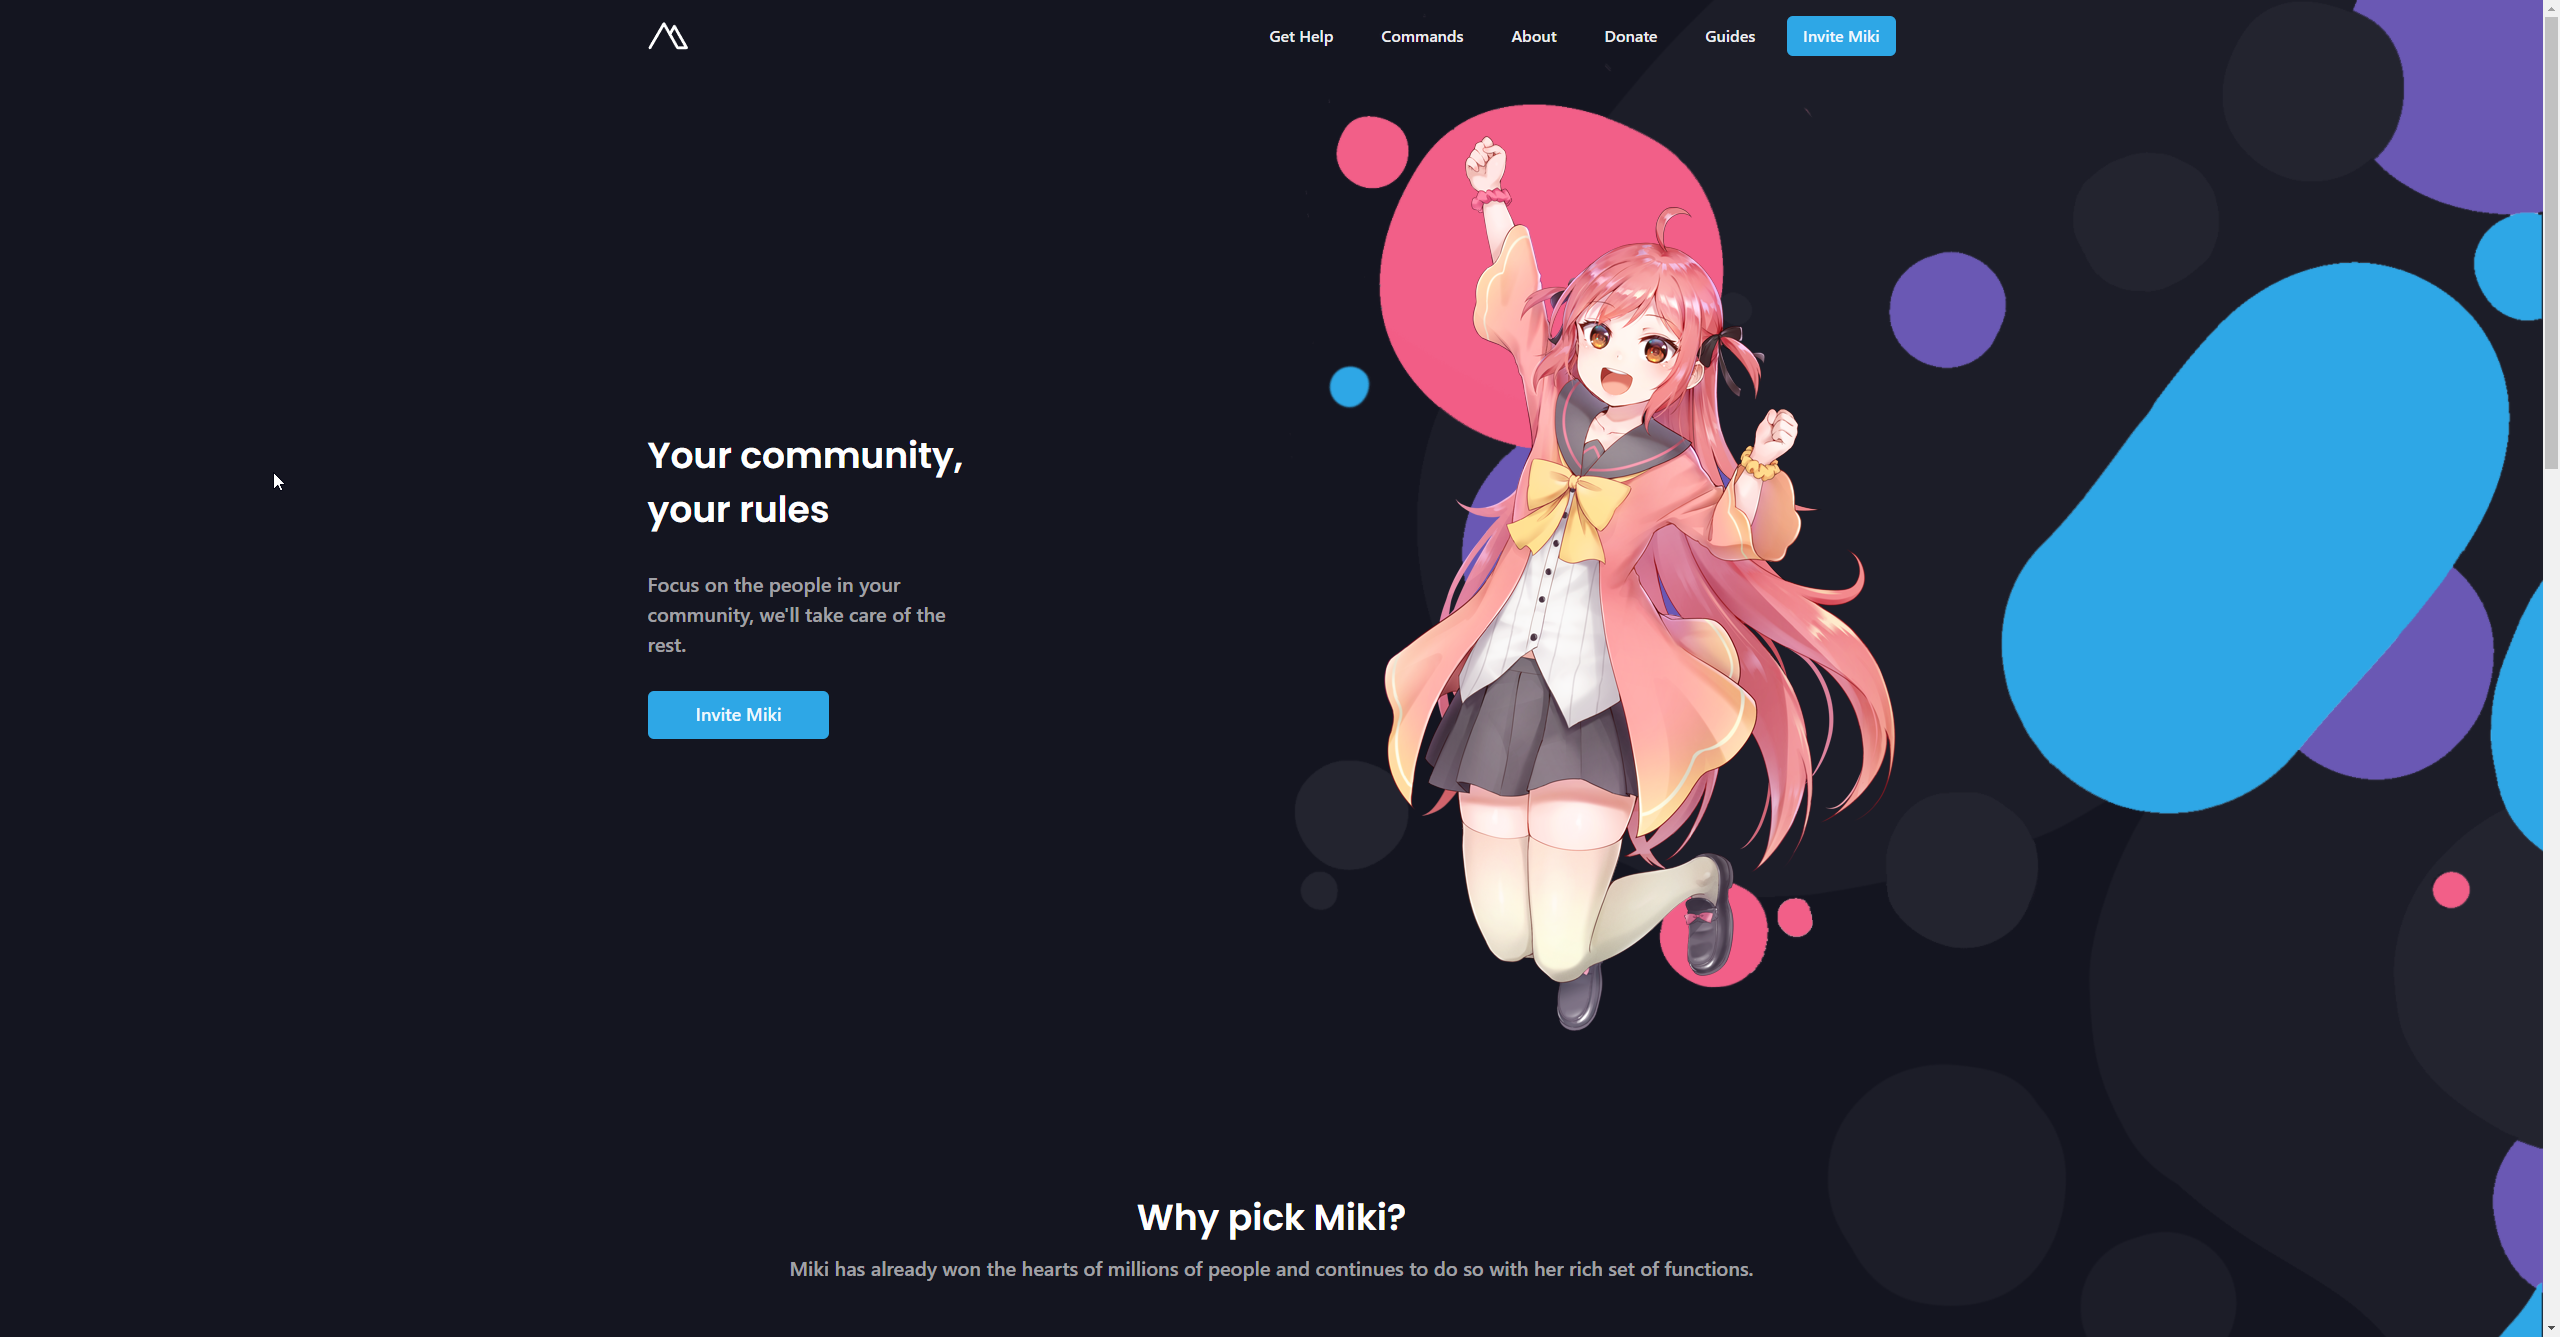 Get Help Commands About Donate Guides Invite Miki
Your community,
your rules
Focus on the people in your
community, we'll take care of the
rest.
Invite Miki
Why pick Miki?
Miki has already won the hearts of millions of people and continues to do so with her rich set of functions.